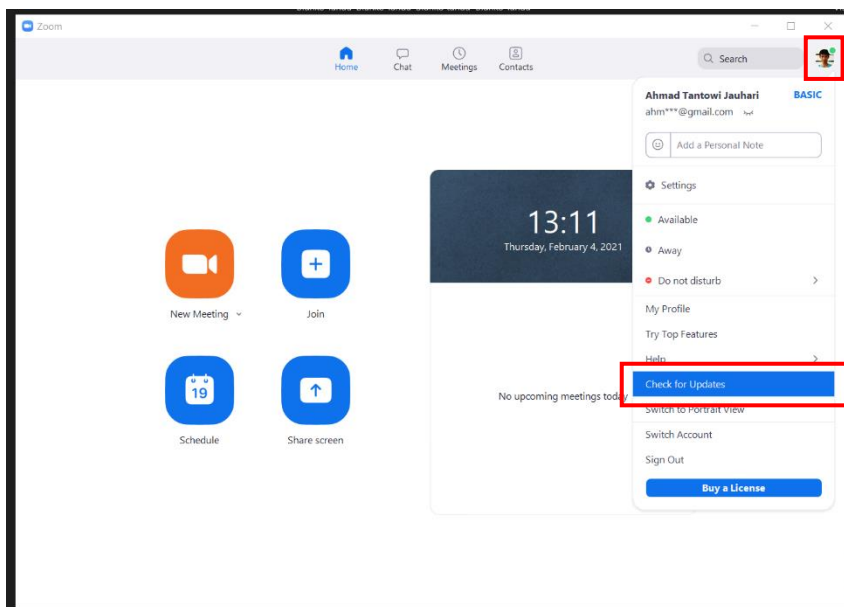 Zoom
Home
Chat
Meetings
Contacts
Search
Ahmad Tantowi Jauhari BASIC
ahm***@gmail.com
Add a Personal Note
Settings
13:11
Thursday, February 4, 2021
Available
Away
Do not disturb
New Meeting
Join
My Profile
Try Top Features
Help
Check for Updates
19
No upcoming meetings today
Switch to Portrait View
Schedule
Share screen
Switch Account
Sign Out
Buy a License